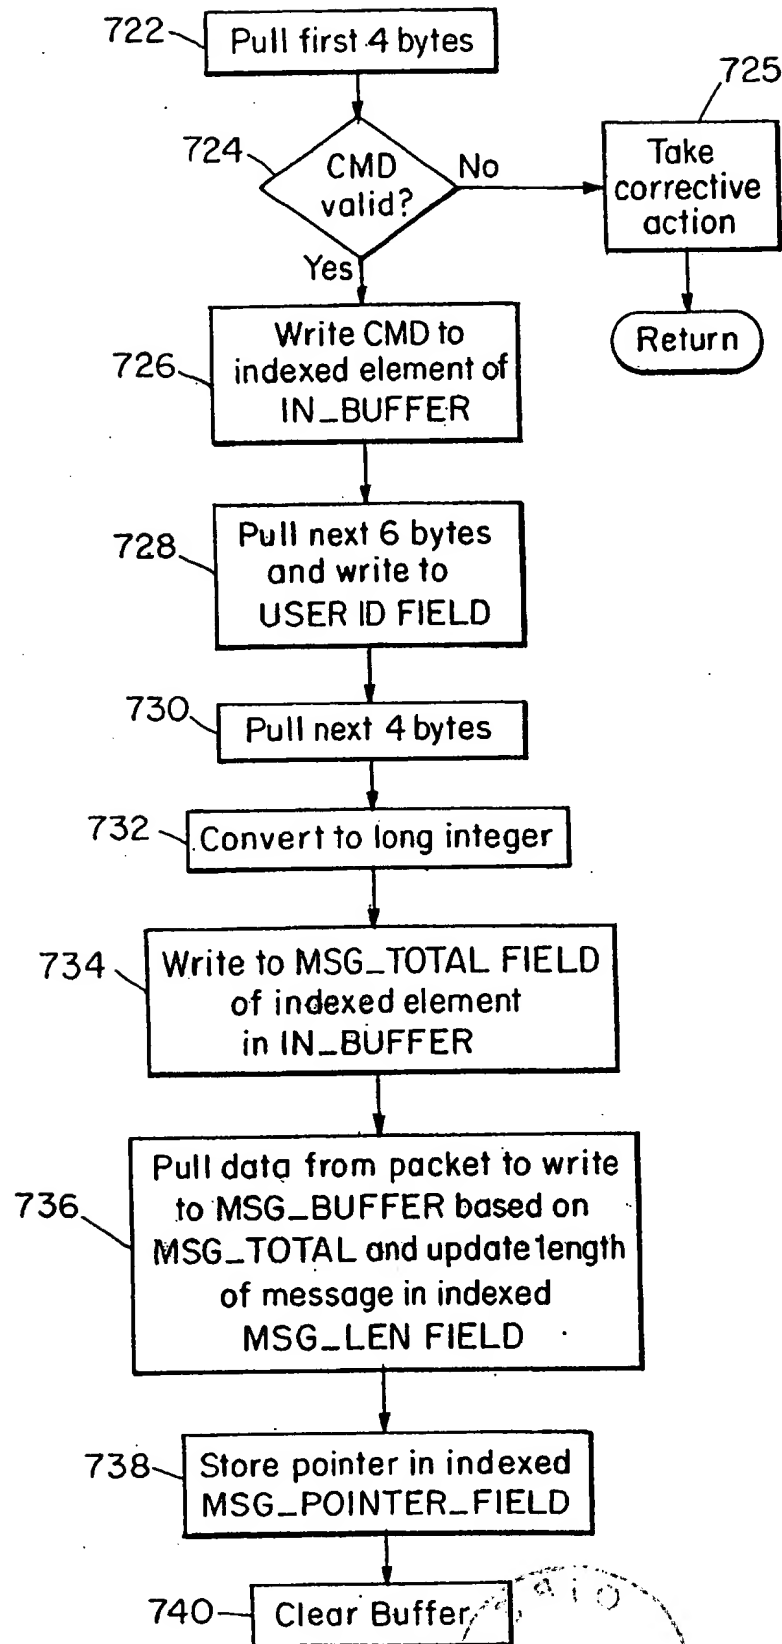 722
Pull first 4 bytes
725
724
CMD
valid?
No
Take
corrective
action
Yes
Return
726
Write CMD to
indexed element of
IN_BUFFER
728
Pull next 6 bytes
and write to
USER ID FIELD
730
Pull next 4 bytes
732
Convert to long integer
734
Write to MSG_TOTAL FIELD
of indexed element
in IN_BUFFER
736
Pull data from packet to write
to MSG_BUFFER based on
MSG_TOTAL and update length
of message in indexed
MSG_LEN FIELD
738
Store pointer in indexed
MSG_POINTER_FIELD
740
Clear Buffer